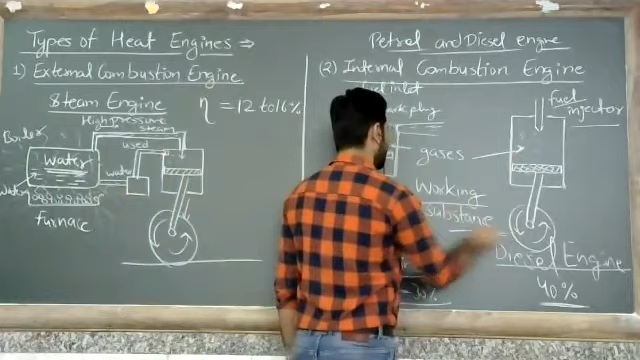 Types of Heat Engines ⇒
1) External Combustion Engine
Steam Engine
η = 12 to 16%
High pressure
steam
Boiler
used
water
Water
Water
furnace
Petrol and Diesel engine
(2) Internal Combustion Engine
fuel inlet
plug
gases
Working
Substance
30%
fuel
injector
Diesel Engine
40%